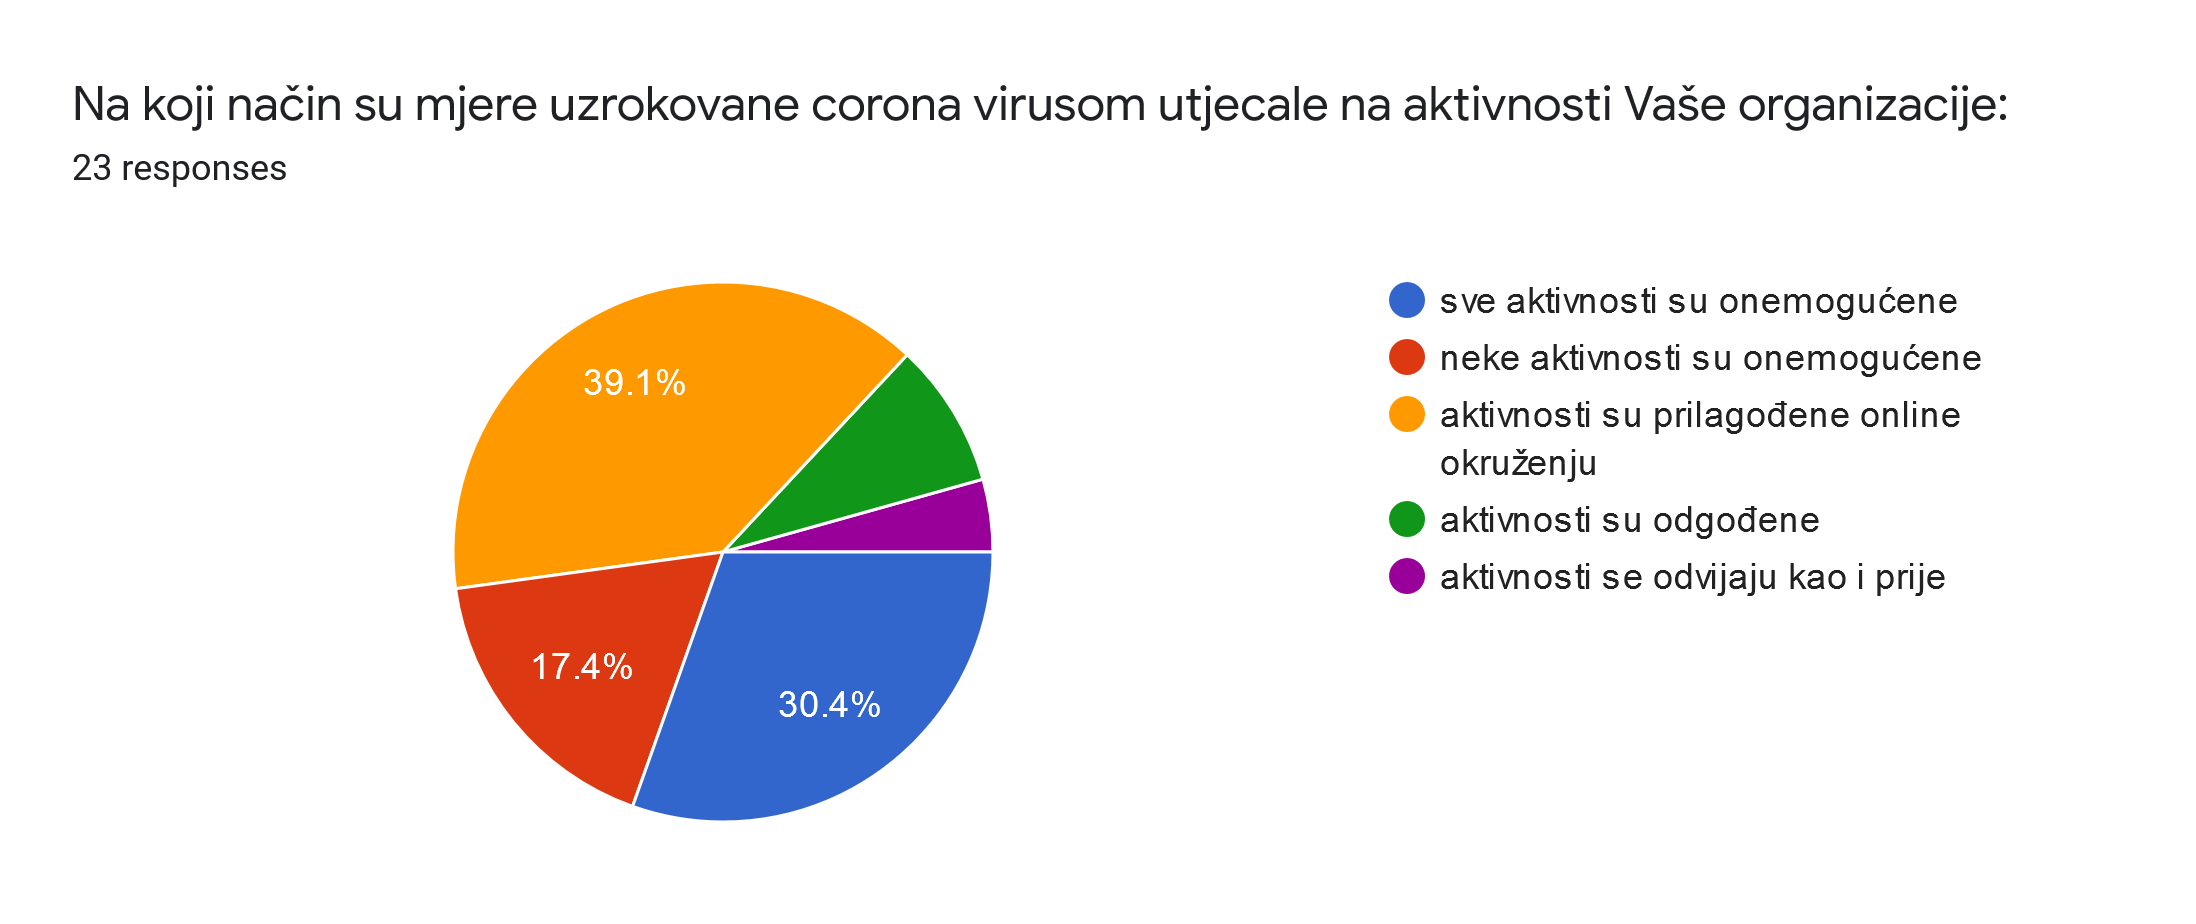 Na koji način su mjere uzrokovane corona virusom utjecale na aktivnosti Vaše organizacije:
23 responses
39.1%
17.4%
30.4%
sve aktivnosti su onemogućene
neke aktivnosti su onemogućene
aktivnosti su prilagođene online
okruženju
aktivnosti su odgođene
aktivnosti se odvijaju kao i prije